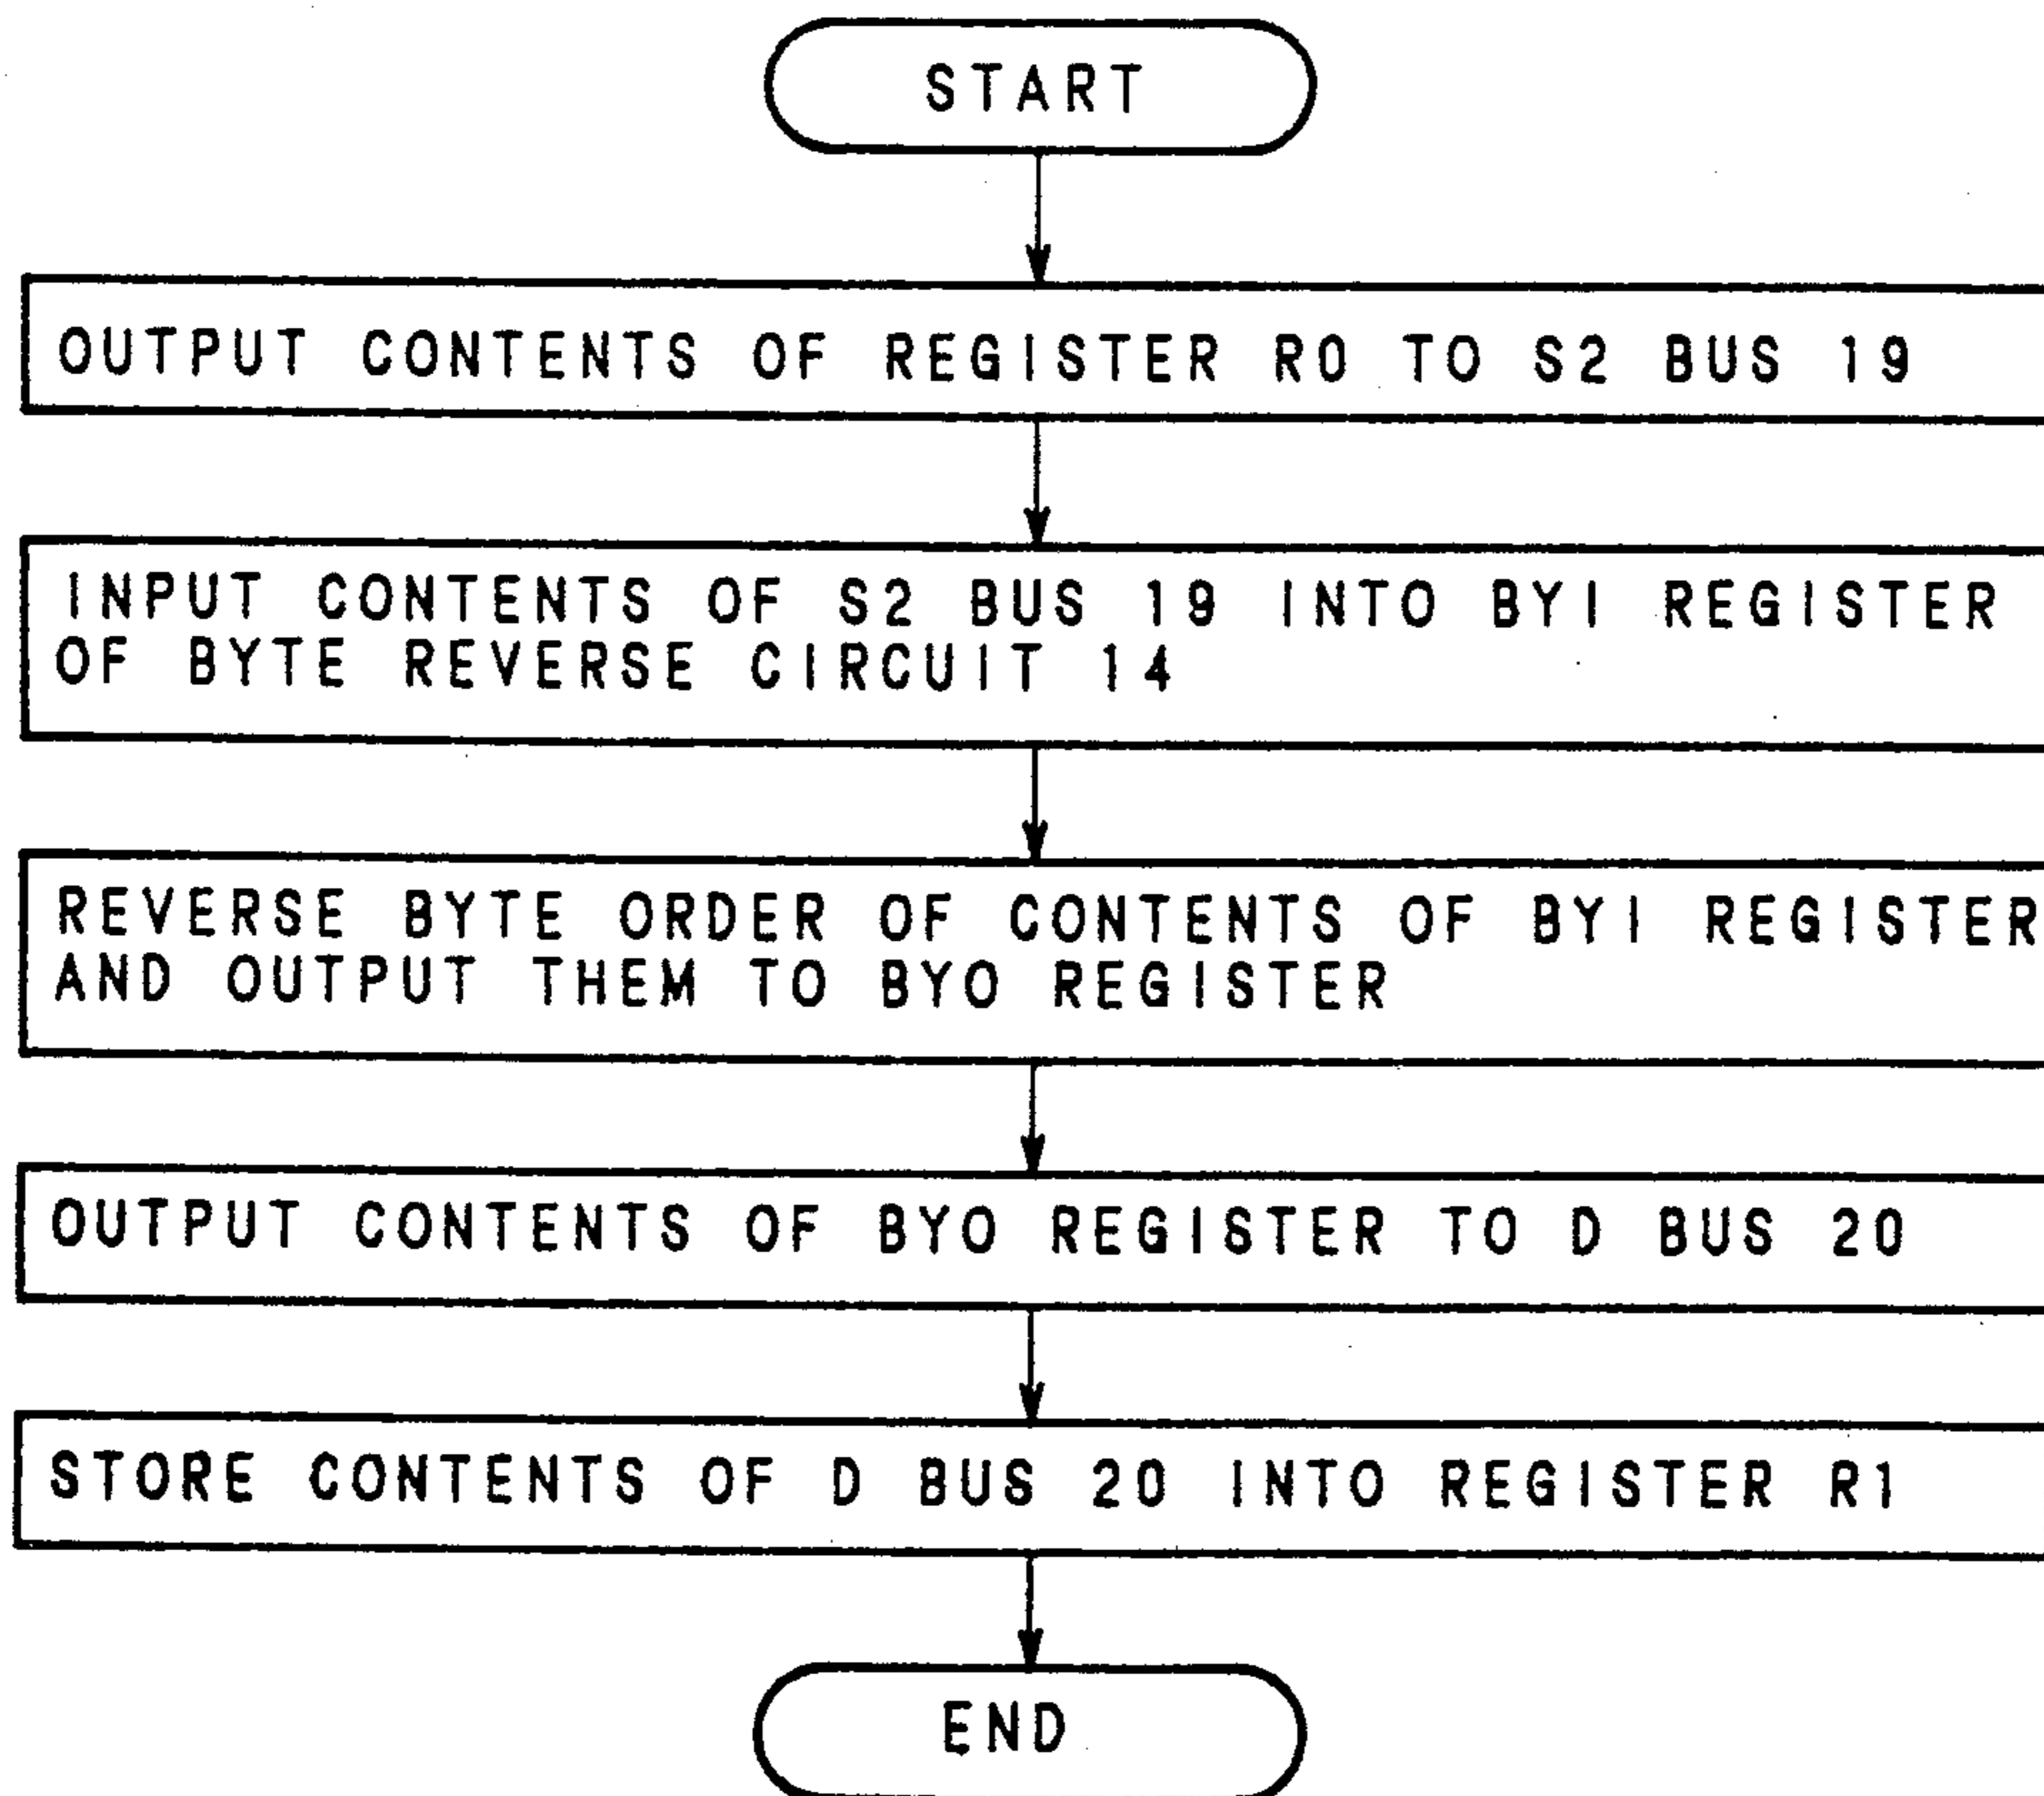 START
OUTPUT CONTENTS OF REGISTER R0 TO S2 BUS 19
INPUT CONTENTS OF S2 BUS 19 INTO BYI REGISTER
OF BYTE REVERSE CIRCUIT 14
REVERSE BYTE ORDER OF CONTENTS OF BYI REGISTER
AND OUTPUT THEM TO BYO REGISTER
OUTPUT CONTENTS OF BYO REGISTER TO D BUS 20
STORE CONTENTS OF D BUS 20 INTO REGISTER R1
END